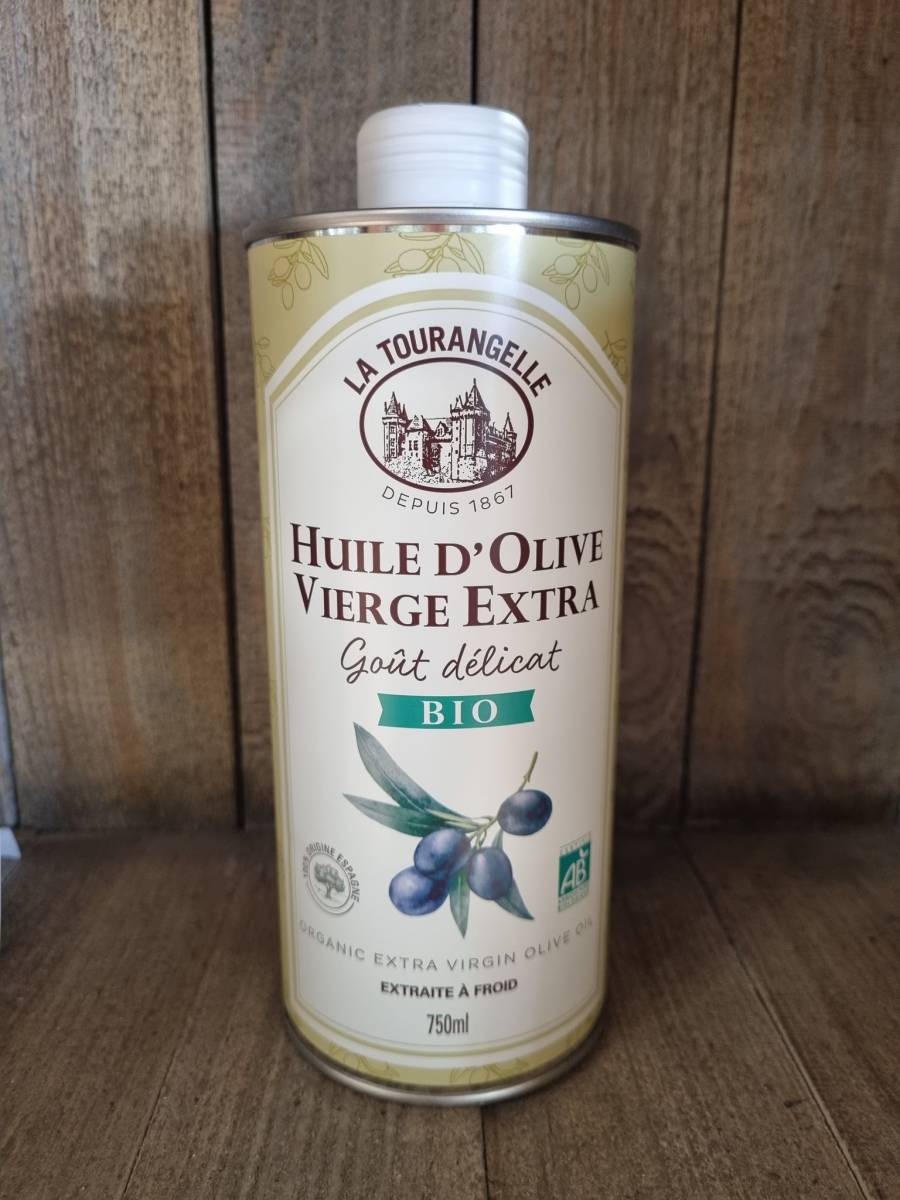 LA TOURANGELLE
DEPUIS 1867
HUILE D'OLIVE
VIERGE EXTRA
Goût délicat
BIO
100% ORIGINE ESPAGNE
AB
ORGANIC EXTRA VIRGIN OLIVE OIL
EXTRAITE À FROID
750ml